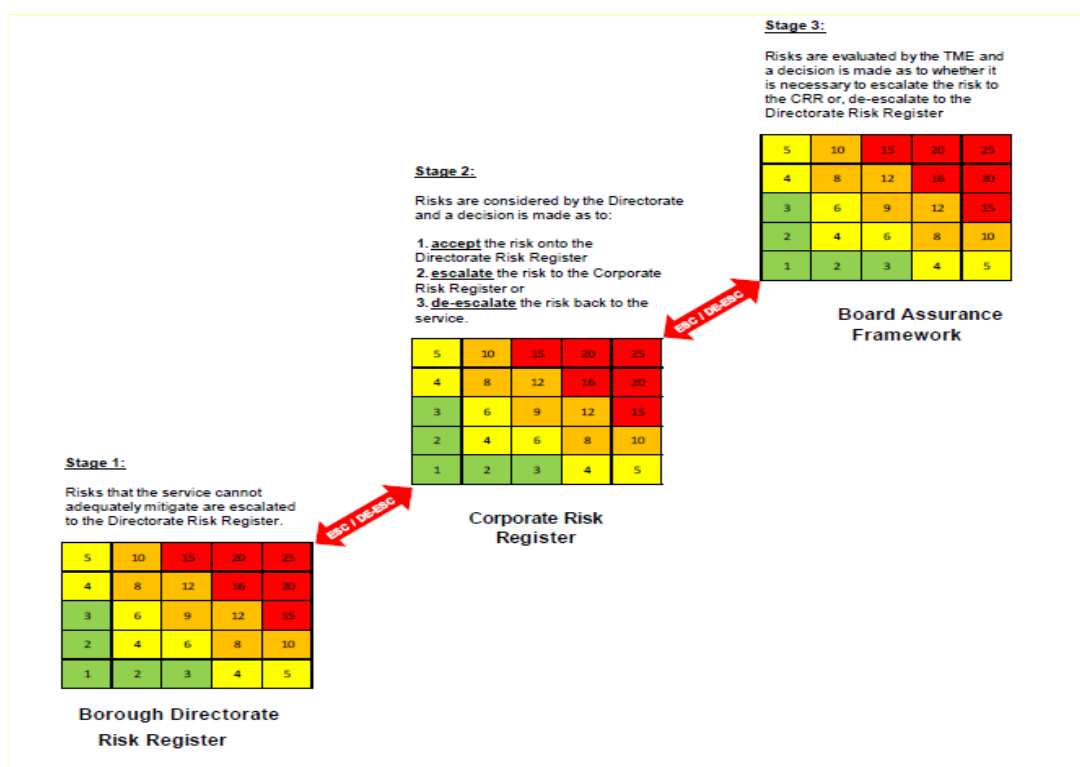 Stage 3:
Risks are evaluated by the TME and
a decision is made as to whether it
is necessary to escalate the risk to
the CRR or, de-escalate to the
Directorate Risk Register
5 10 15 20 25
4 8 12 16 20
3 6 9 12 15
2 4 6 8 10
1 2 3 4 5
Board Assurance
Framework
ESC / DE-ESC
Stage 2:
Risks are considered by the Directorate
and a decision is made as to:
1. accept the risk onto the
Directorate Risk Register
2. escalate the risk to the Corporate
Risk Register or
3. de-escalate the risk back to the
service.
5 10 15 20 25
4 8 12 16 20
3 6 9 12 15
2 4 6 8 10
1 2 3 4 5
Corporate Risk
Register
ESC / DE-ESC
Stage 1:
Risks that the service cannot
adequately mitigate are escalated
to the Directorate Risk Register.
5 10 15 20 25
4 8 12 16 20
3 6 9 12 15
2 4 6 8 10
1 2 3 4 5
Borough Directorate
Risk Register